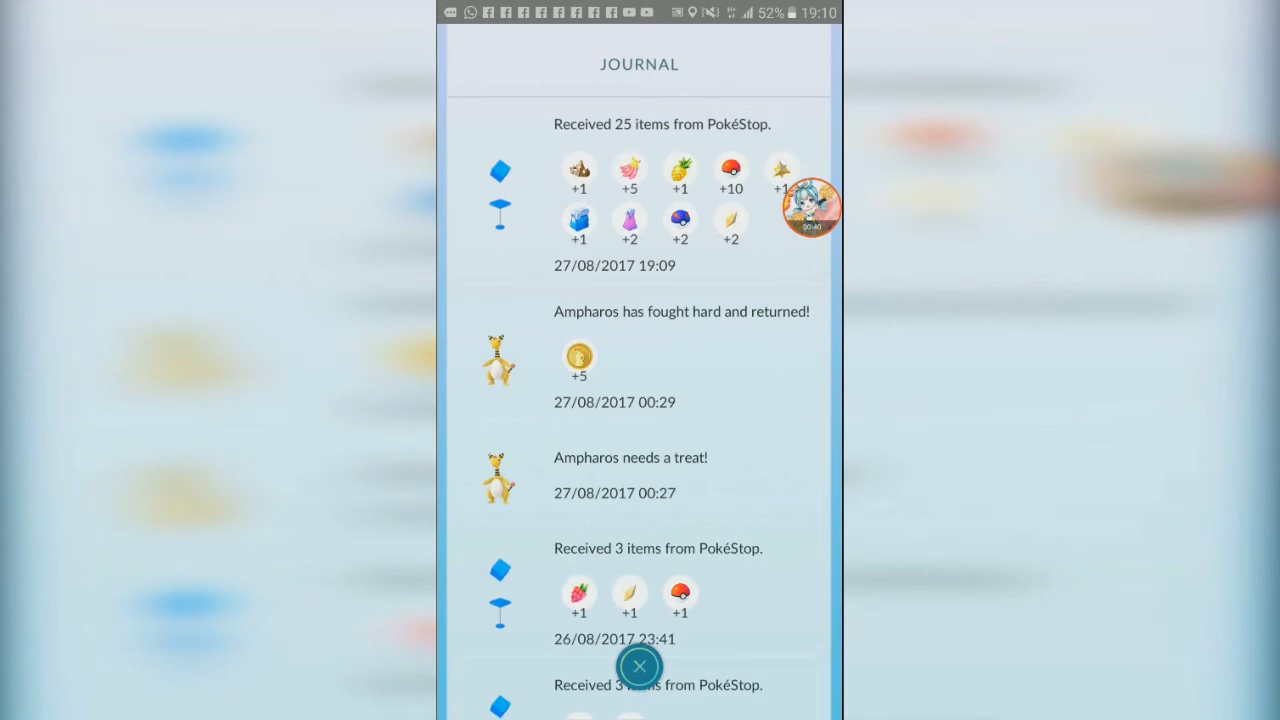 52% 19:10
JOURNAL
Received 25 items from PokéStop.
+1 +5 +1 +10 +1
+1 +2 +2 +2
00:40
27/08/2017 19:09
Ampharos has fought hard and returned!
+5
27/08/2017 00:29
Ampharos needs a treat!
27/08/2017 00:27
Received 3 items from PokéStop.
+1 +1 +1
26/08/2017 23:41
Received 3 items from PokéStop.